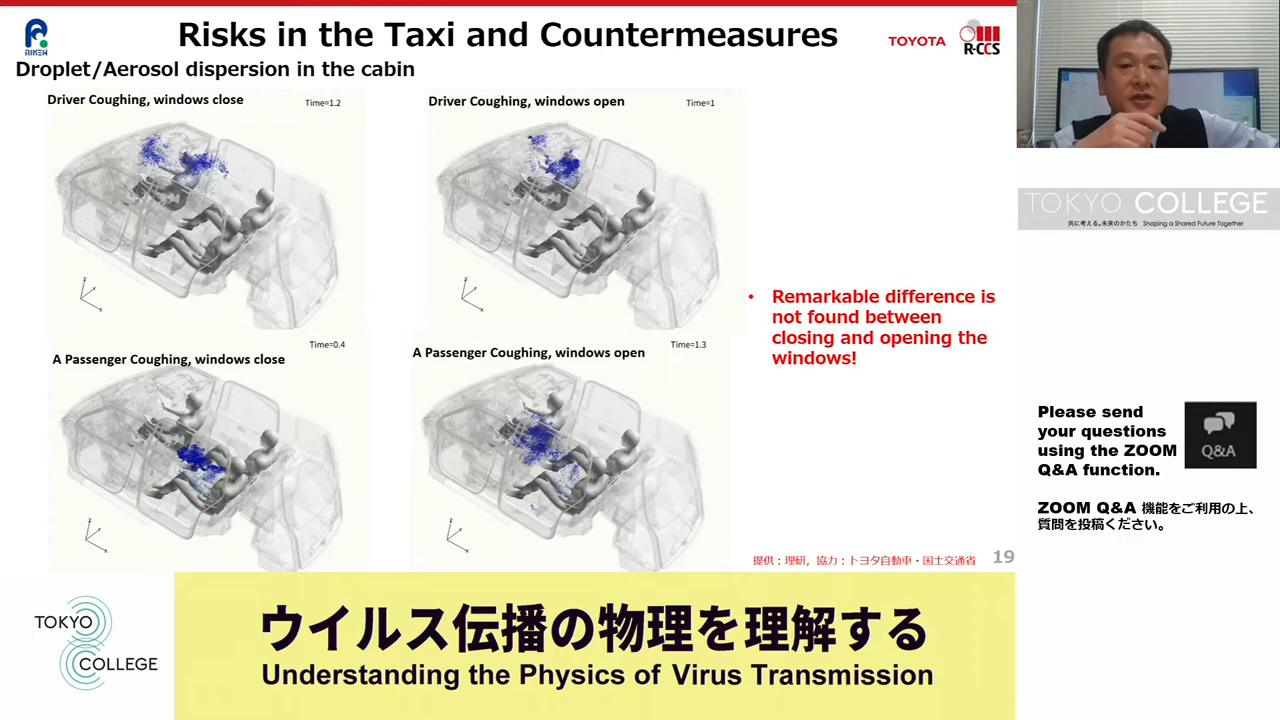 RIKEN
Risks in the Taxi and Countermeasures
TOYOTA
R-CCS
Droplet/Aerosol dispersion in the cabin
Driver Coughing, windows close
Time=1.2
Driver Coughing, windows open
Time=1
A Passenger Coughing, windows close
Time=0.4
A Passenger Coughing, windows open
Time=1.3
• Remarkable difference is
not found between
closing and opening the
windows!
提供：理研，協力：トヨタ自動車・国土交通省
19
TOKYO COLLEGE
共に考える、未来のかたち Shaping a Shared Future Together
Please send
your questions
using the ZOOM
Q&A function.
Q&A
ZOOM Q&A 機能をご利用の上、
質問を投稿ください。
TOKYO
COLLEGE
ウイルス伝播の物理を理解する
Understanding the Physics of Virus Transmission